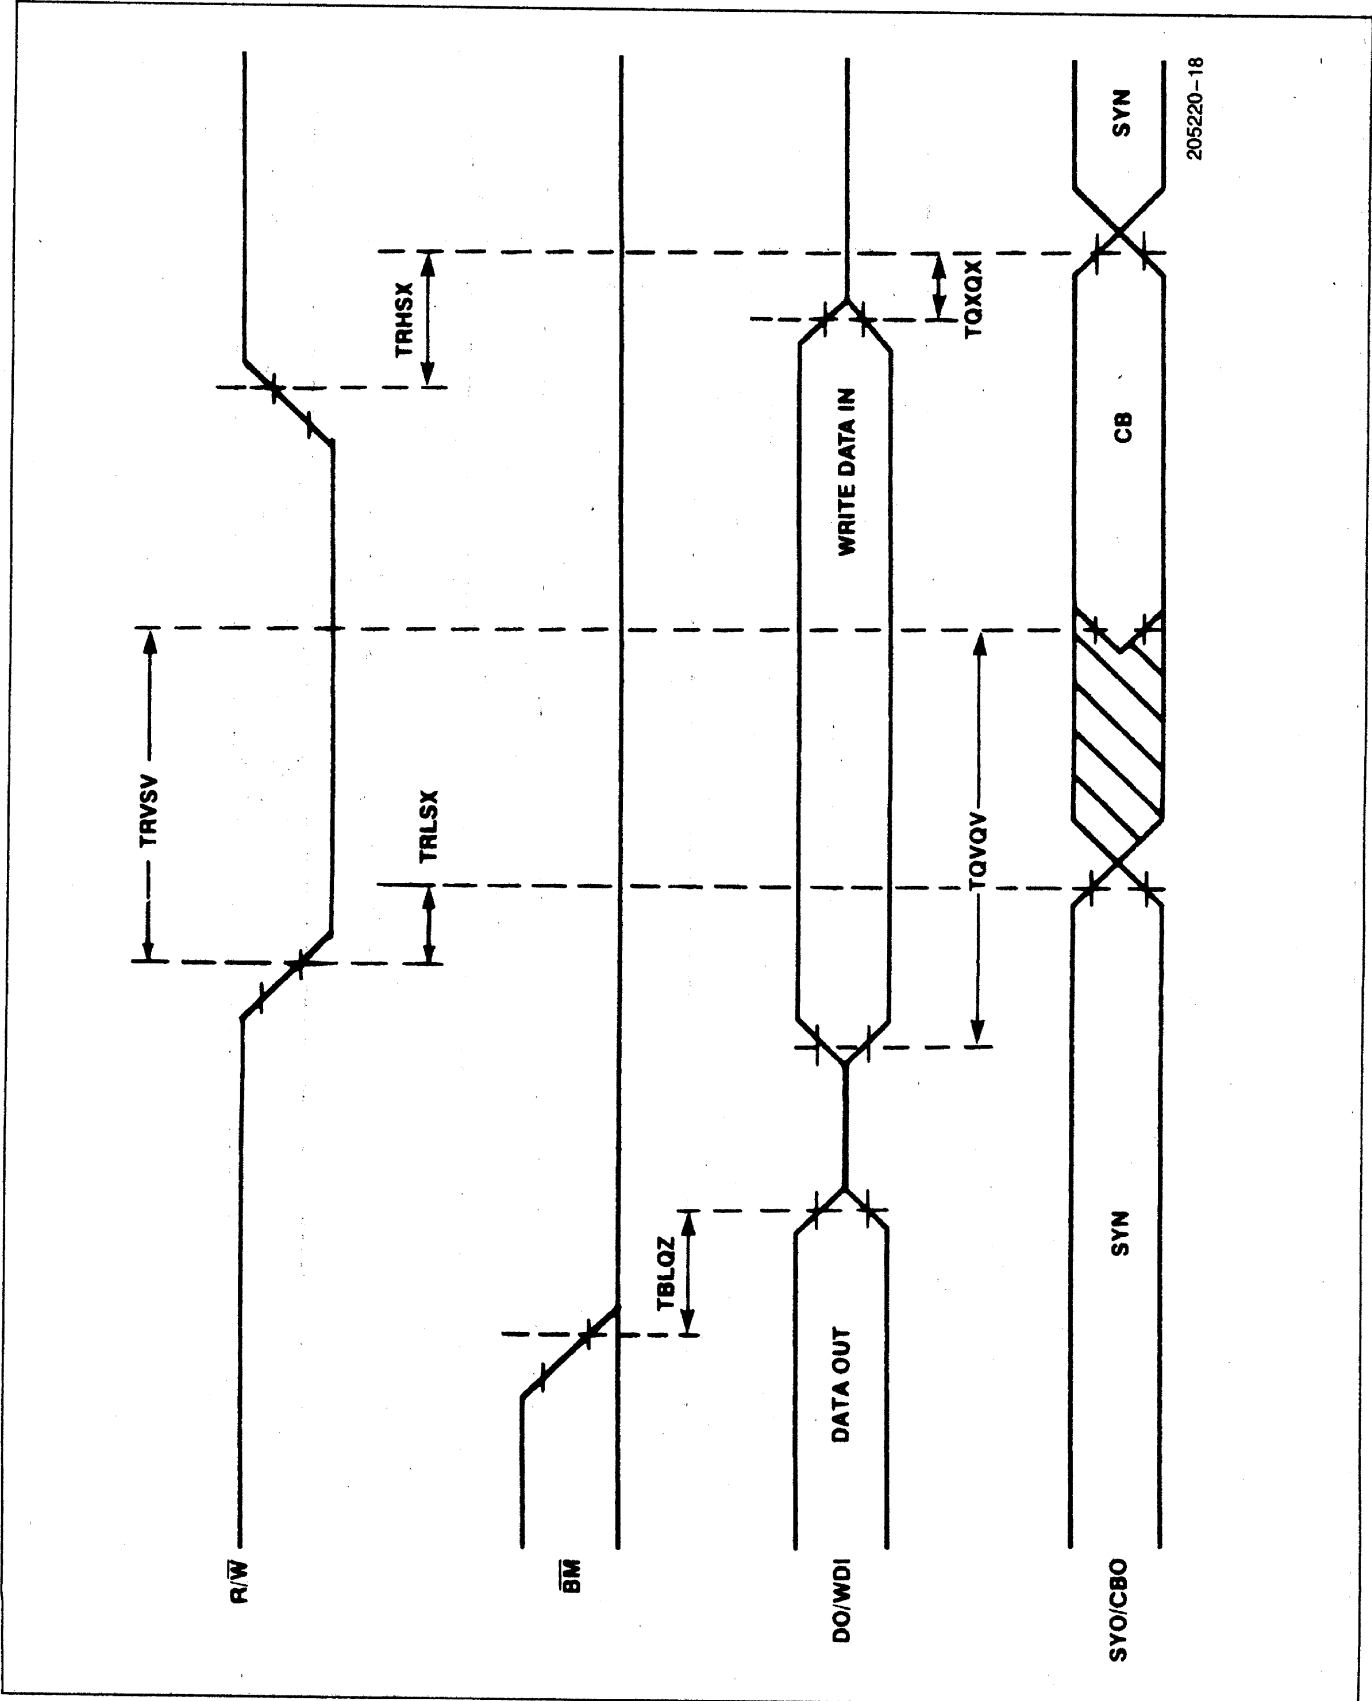 R/W̅
TRVSV
TRLSX
TRHSX
B̅M̅
TBLQZ
DO/WDI
DATA OUT
WRITE DATA IN
TQVQV
TQXQX
SYO/CBO
SYN
CB
SYN
205220-18